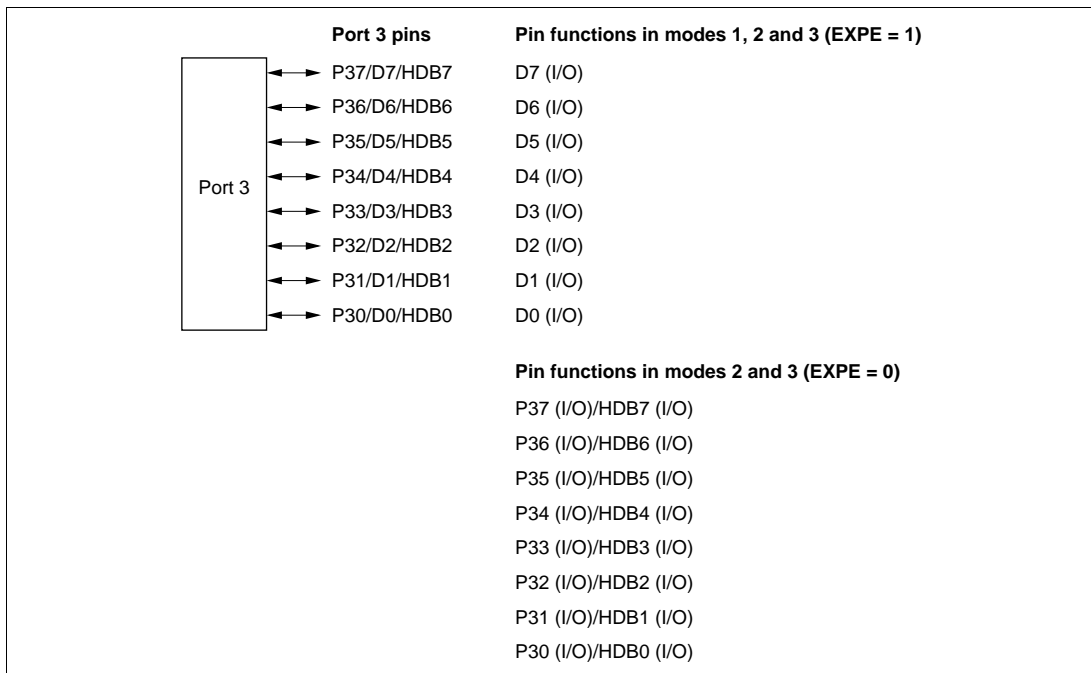 Port 3 pins Pin functions in modes 1, 2 and 3 (EXPE = 1)
P37/D7/HDB7 D7 (I/O)
P36/D6/HDB6 D6 (I/O)
P35/D5/HDB5 D5 (I/O)
Port 3 P34/D4/HDB4 D4 (I/O)
P33/D3/HDB3 D3 (I/O)
P32/D2/HDB2 D2 (I/O)
P31/D1/HDB1 D1 (I/O)
P30/D0/HDB0 D0 (I/O)
Pin functions in modes 2 and 3 (EXPE = 0)
P37 (I/O)/HDB7 (I/O)
P36 (I/O)/HDB6 (I/O)
P35 (I/O)/HDB5 (I/O)
P34 (I/O)/HDB4 (I/O)
P33 (I/O)/HDB3 (I/O)
P32 (I/O)/HDB2 (I/O)
P31 (I/O)/HDB1 (I/O)
P30 (I/O)/HDB0 (I/O)